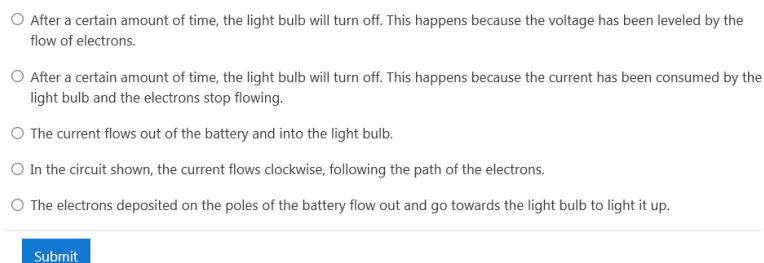 After a certain amount of time, the light bulb will turn off. This happens because the voltage has been leveled by the
flow of electrons.
After a certain amount of time, the light bulb will turn off. This happens because the current has been consumed by the
light bulb and the electrons stop flowing.
The current flows out of the battery and into the light bulb.
In the circuit shown, the current flows clockwise, following the path of the electrons.
The electrons deposited on the poles of the battery flow out and go towards the light bulb to light it up.
Submit